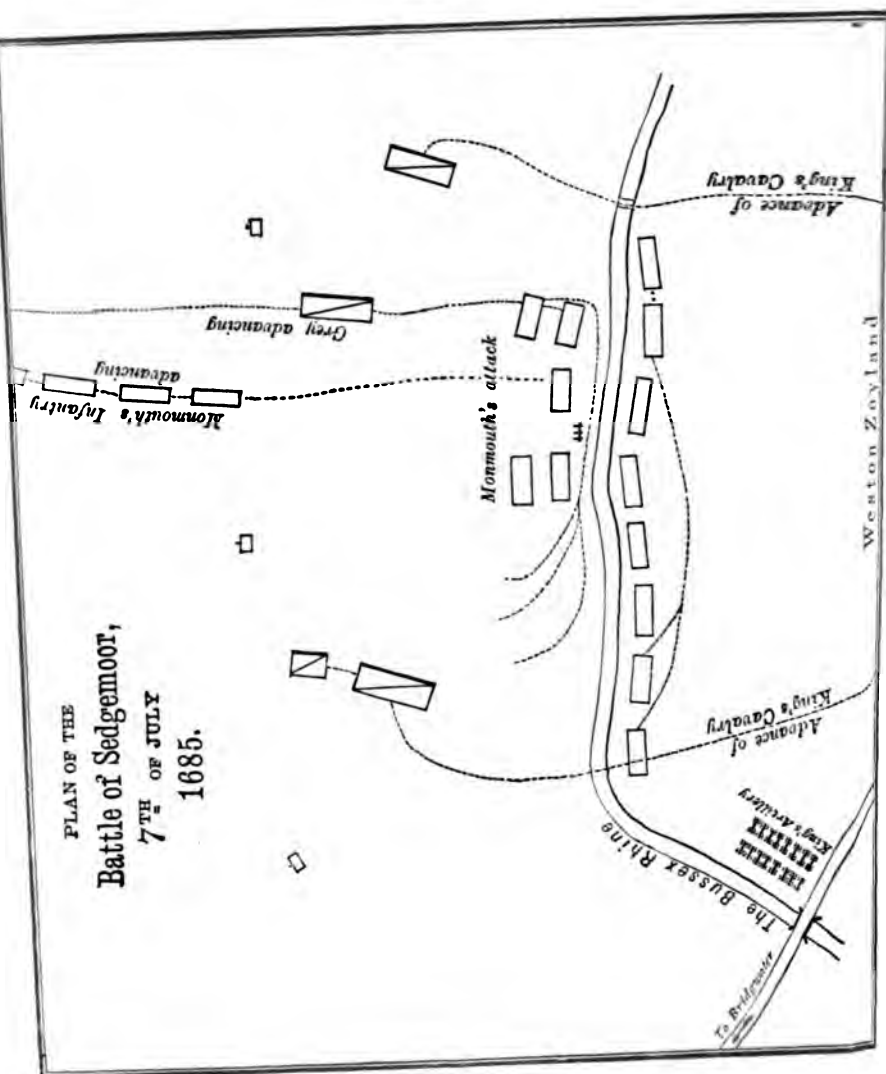 PLAN OF THE
Battle of Sedgemoor,
7TH OF JULY
1685.
Infantry
Monmouth's
advancing
Grey advancing
Monmouth's attack
Advance of
King's Cavalry
Weston Zoyland
Advance of
King's Cavalry
King's Artillery
The Bussex Rhine
To Bridgwater